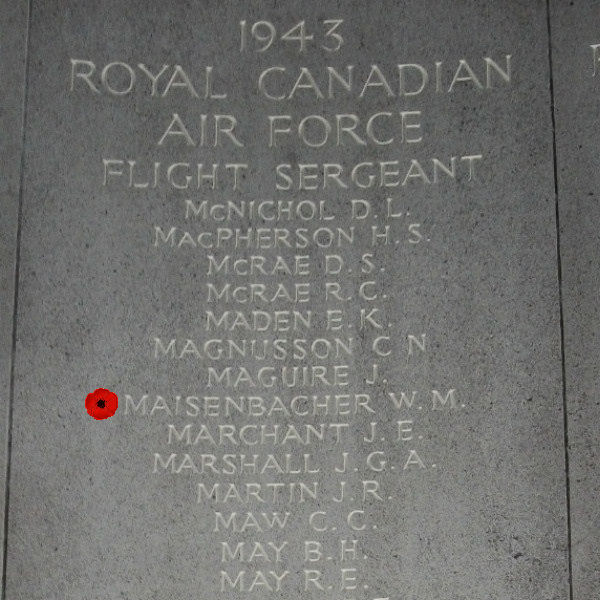 1943
ROYAL CANADIAN
AIR FORCE
FLIGHT SERGEANT
McNICHOL D.L.
MacPHERSON H.S.
McRAE D.S.
McRAE R.C.
MADEN E.K.
MAGNUSSON C N
MAGUIRE J.
MAISENBACHER W.M.
MARCHANT J.E.
MARSHALL J.G.A.
MARTIN J.R.
MAW C.C.
MAY B.H.
MAY R.E.